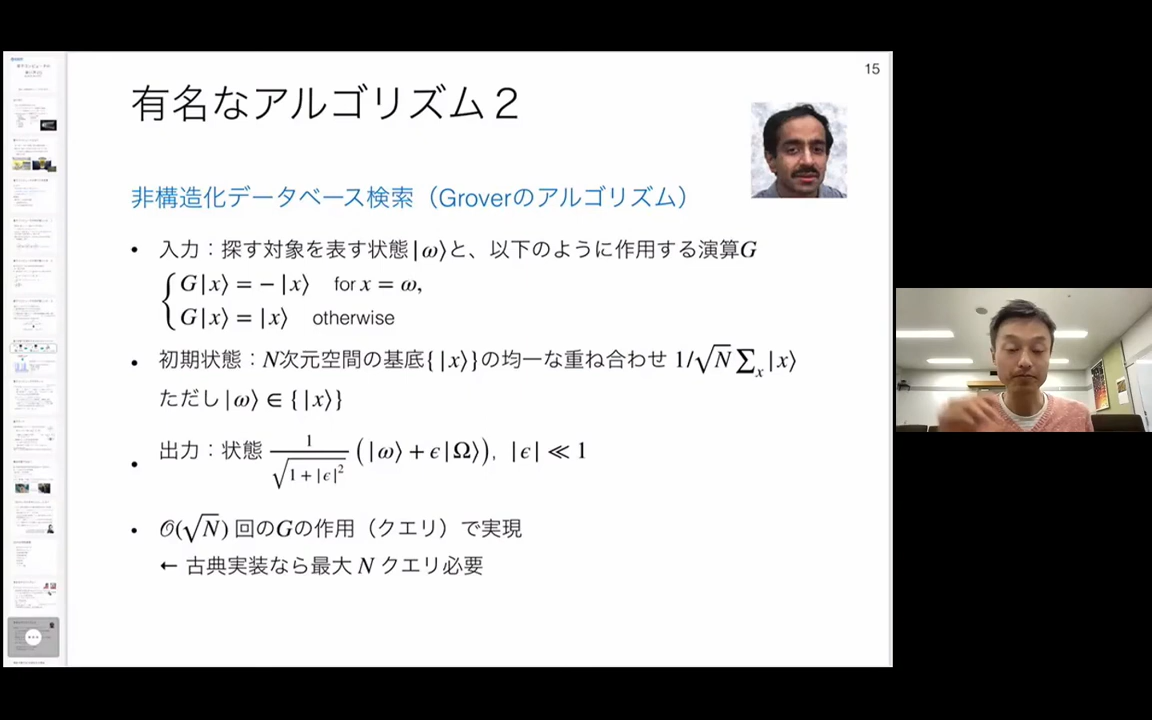 15
有名なアルゴリズム2
非構造化データベース検索（Groverのアルゴリズム）
• 入力：探す対象を表す状態|ω⟩と、以下のように作用する演算G
G|x⟩ = − |x⟩ for x = ω,
G|x⟩ = |x⟩ otherwise
• 初期状態：N次元空間の基底{|x⟩}の均一な重ね合わせ 1/√N ∑ₓ|x⟩
ただし|ω⟩ ∈ {|x⟩}
• 出力：状態 1/√(1 + |ϵ|²) (|ω⟩ + ϵ|Ω⟩), |ϵ| ≪ 1
• 𝒪(√N) 回のGの作用（クエリ）で実現
← 古典実装なら最大 N クエリ必要